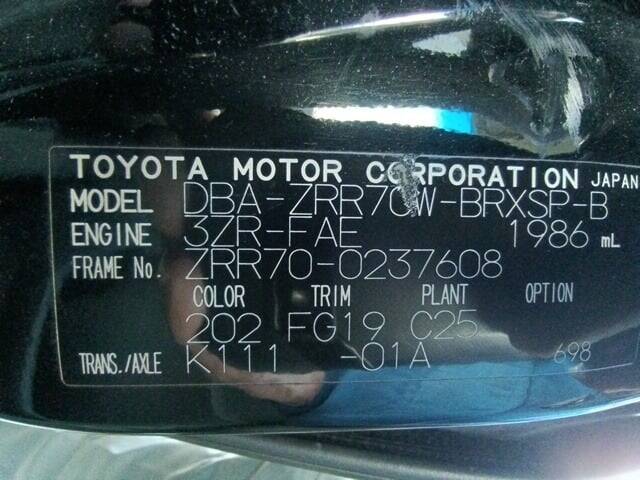 TOYOTA MOTOR CORPORATION JAPAN
MODEL DBA-ZRR70W-BRXSP-B
ENGINE 3ZR-FAE 1986 mL
FRAME No. ZRR70-0237608
COLOR TRIM PLANT OPTION
202 FG19 C25
TRANS./AXLE K111 -01A 698